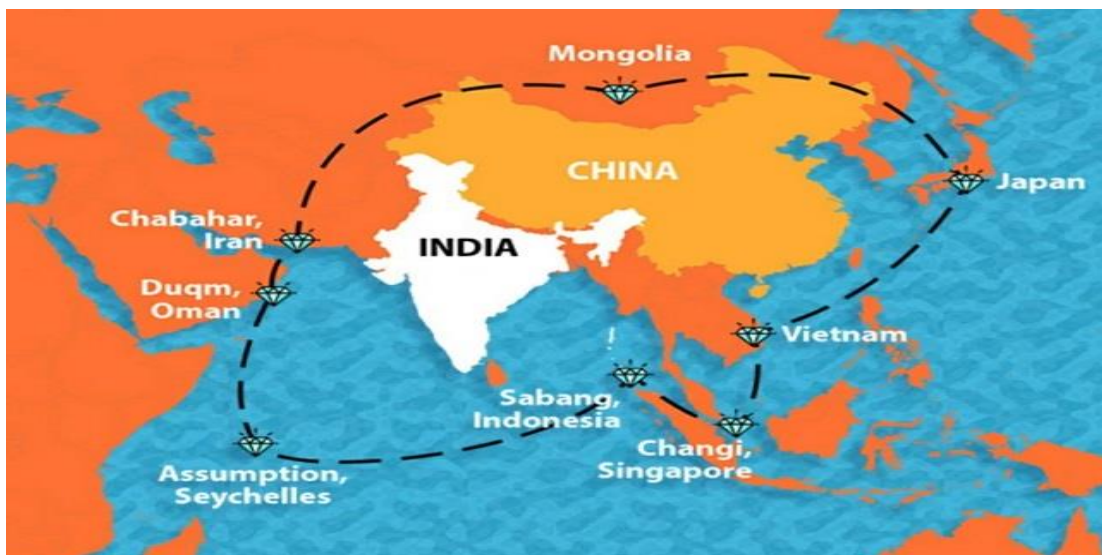 Mongolia
CHINA
Japan
Chabahar,
Iran
INDIA
Duqm,
Oman
Vietnam
Sabang,
Indonesia
Changi,
Singapore
Assumption,
Seychelles